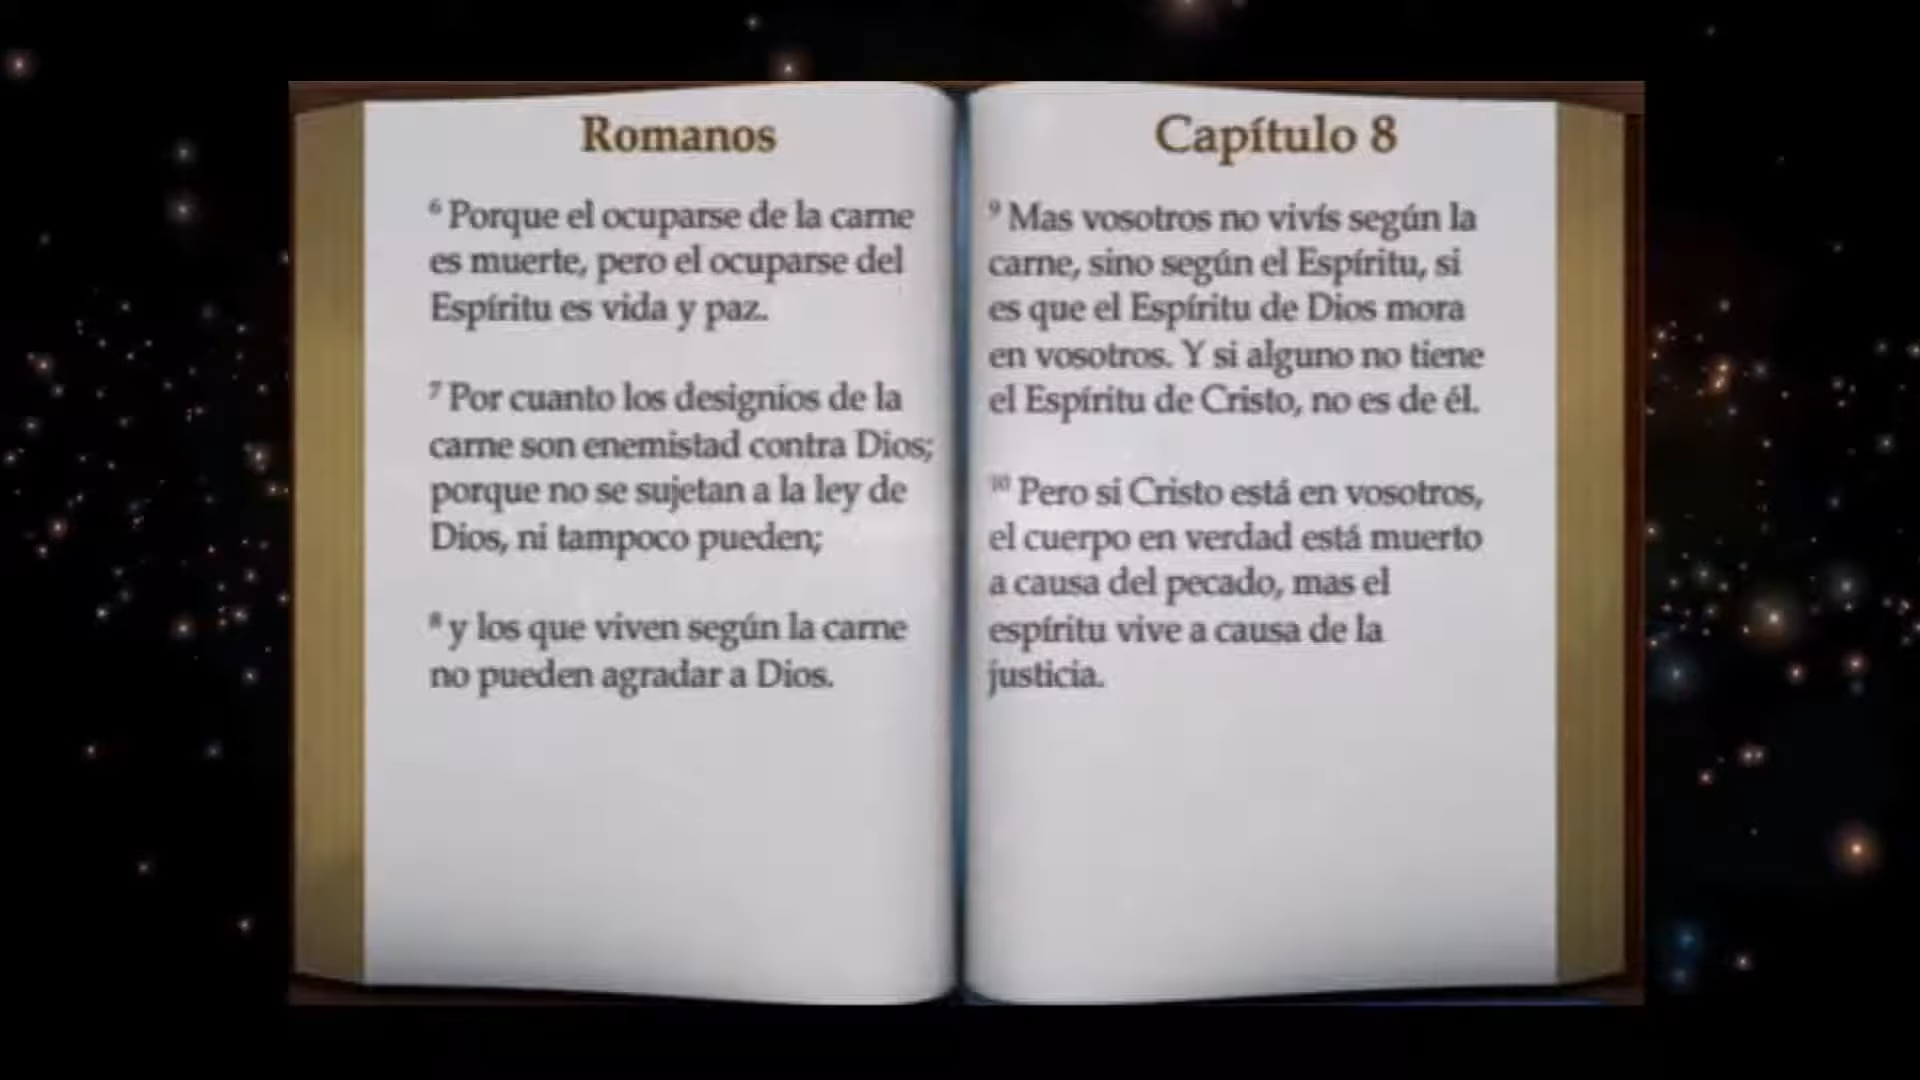 Romanos
⁶ Porque el ocuparse de la carne
es muerte, pero el ocuparse del
Espíritu es vida y paz.
⁷ Por cuanto los designios de la
carne son enemistad contra Dios;
porque no se sujetan a la ley de
Dios, ni tampoco pueden;
⁸ y los que viven según la carne
no pueden agradar a Dios.
Capítulo 8
⁹ Mas vosotros no vivís según la
carne, sino según el Espíritu, si
es que el Espíritu de Dios mora
en vosotros. Y si alguno no tiene
el Espíritu de Cristo, no es de él.
¹⁰ Pero si Cristo está en vosotros,
el cuerpo en verdad está muerto
a causa del pecado, mas el
espíritu vive a causa de la
justicia.